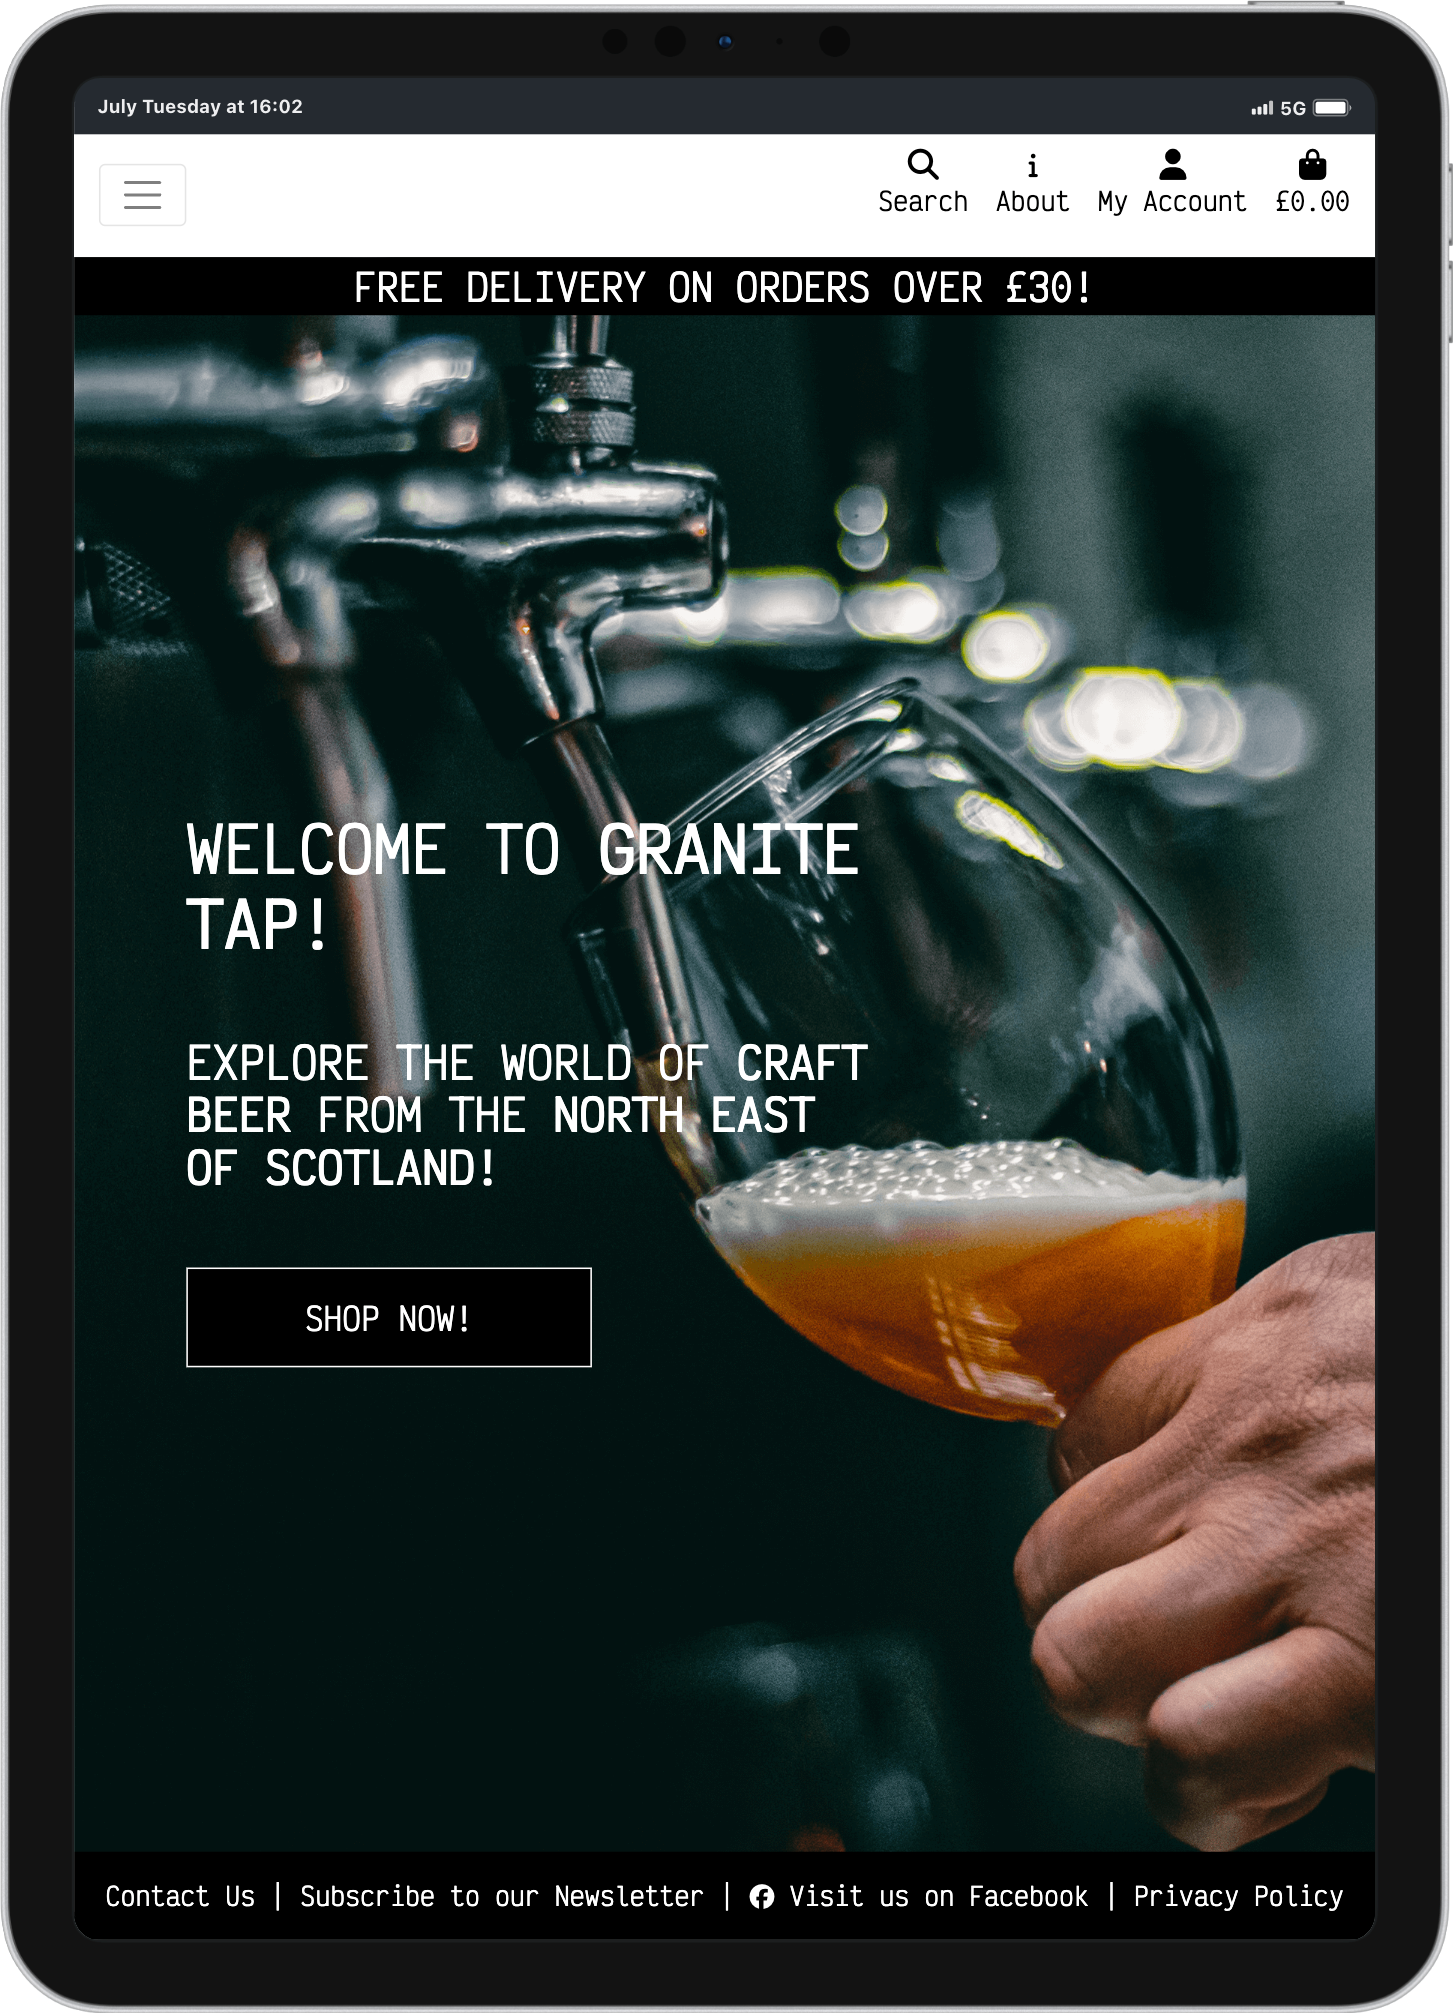 July Tuesday at 16:02
5G
Search
About
My Account
£0.00
FREE DELIVERY ON ORDERS OVER £30!
WELCOME TO GRANITE
TAP!
EXPLORE THE WORLD OF CRAFT
BEER FROM THE NORTH EAST
OF SCOTLAND!
SHOP NOW!
Contact Us | Subscribe to our Newsletter | Visit us on Facebook | Privacy Policy